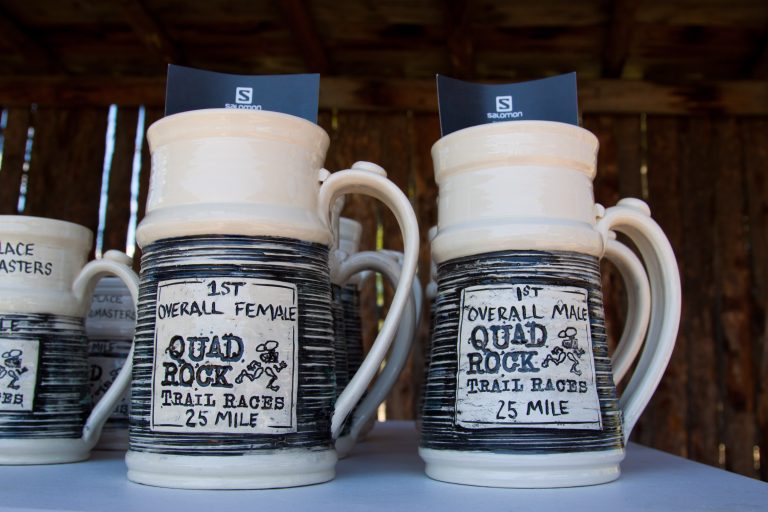 S
SALOMON
S
SALOMON
LACE
MASTERS
1ST
OVERALL FEMALE
QUAD
ROCK
TRAIL RACES
25 MILE
1ST
OVERALL MALE
QUAD
ROCK
TRAIL RACES
25 MILE